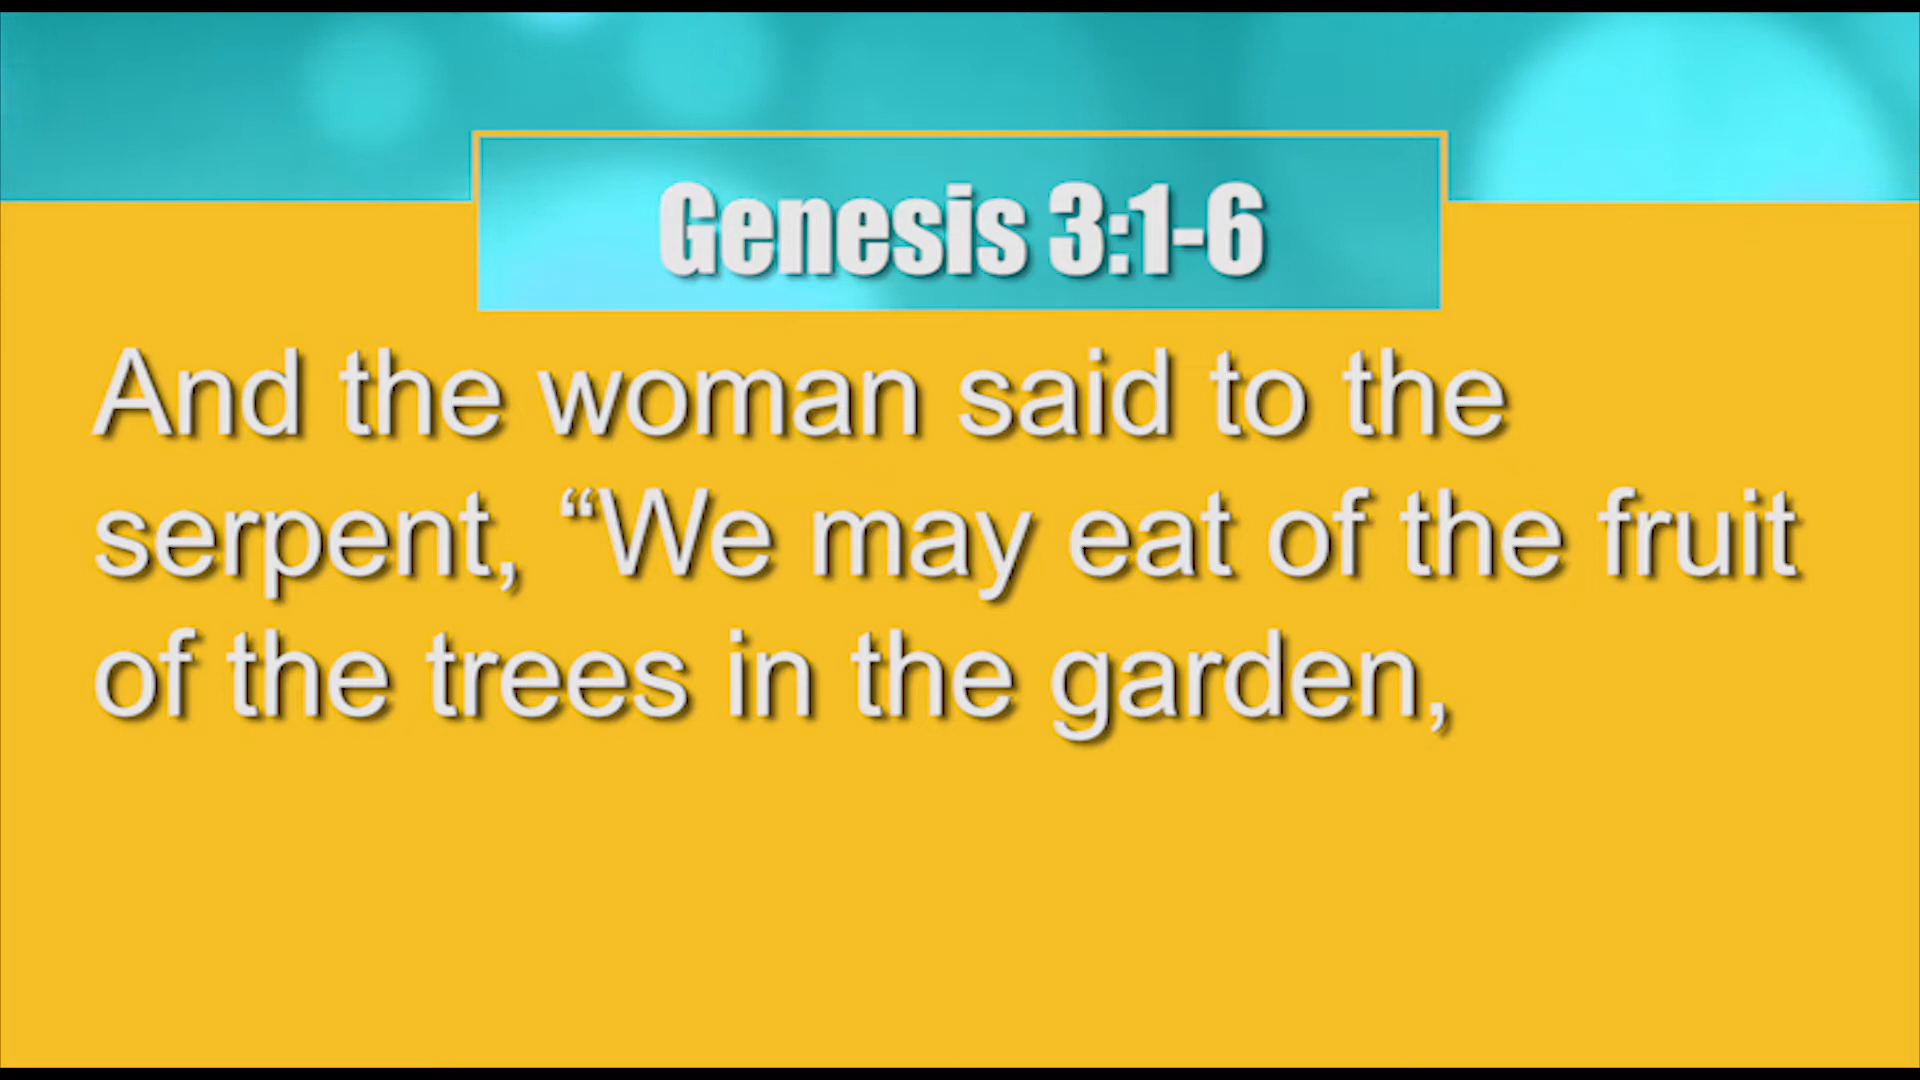 Genesis 3:1-6
And the woman said to the
serpent, “We may eat of the fruit
of the trees in the garden,